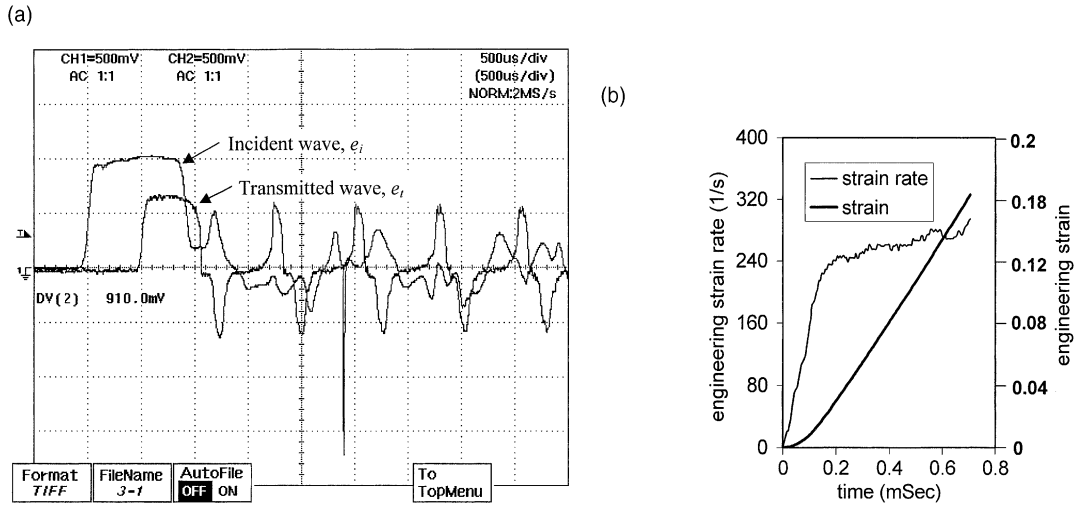 (a)
CH1=500mV CH2=500mV 500us/div
AC 1:1 AC 1:1 (500us/div)
NORM:2MS/s
Incident wave, ei
Transmitted wave, et
DV(2) 910.0mV
Format FileName AutoFile To
TIFF 3-1 OFF ON TopMenu
(b)
400 0.2
320 0.18
240 0.12
160 0.08
80 0.04
0 0
strain rate
strain
engineering strain rate (1/s)
engineering strain
0 0.2 0.4 0.6 0.8
time (mSec)